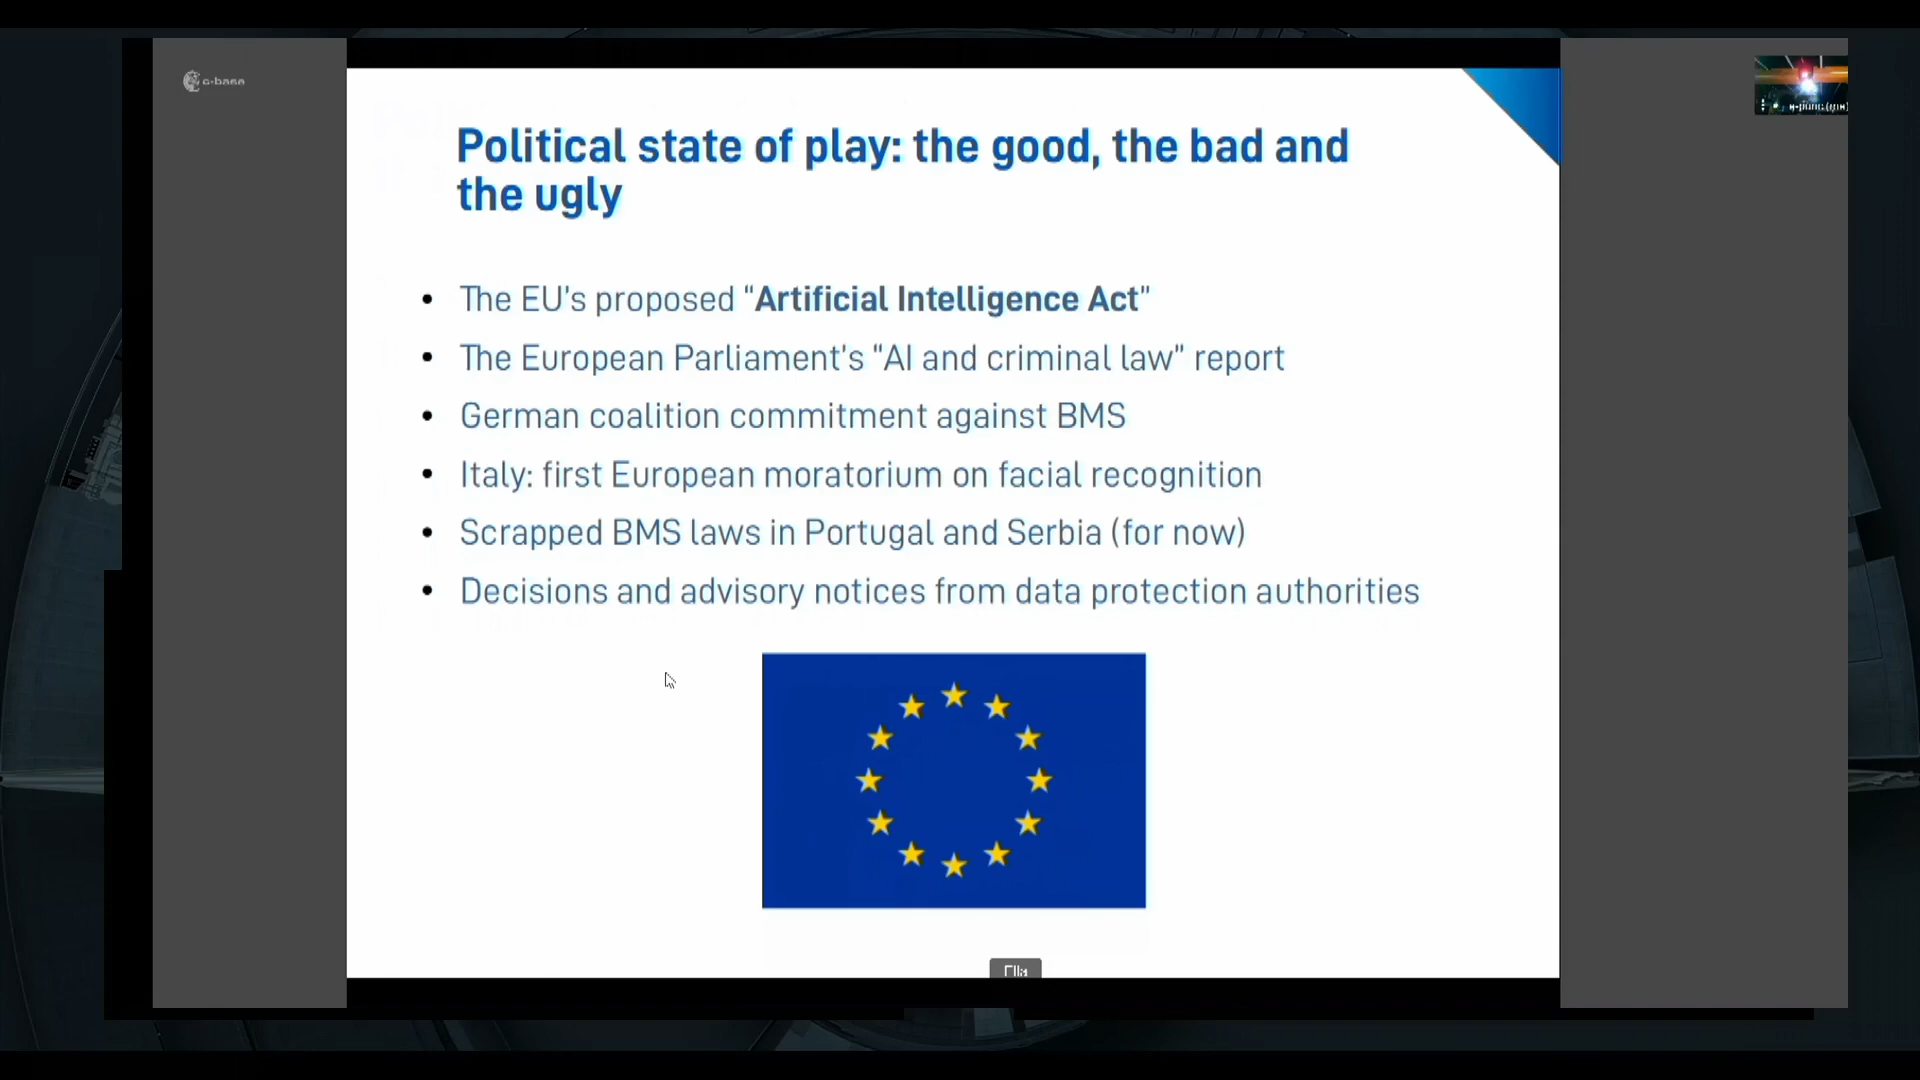 c-base
Political state of play: the good, the bad and
the ugly
• The EU's proposed “Artificial Intelligence Act”
• The European Parliament's “AI and criminal law” report
• German coalition commitment against BMS
• Italy: first European moratorium on facial recognition
• Scrapped BMS laws in Portugal and Serbia (for now)
• Decisions and advisory notices from data protection authorities
Ella